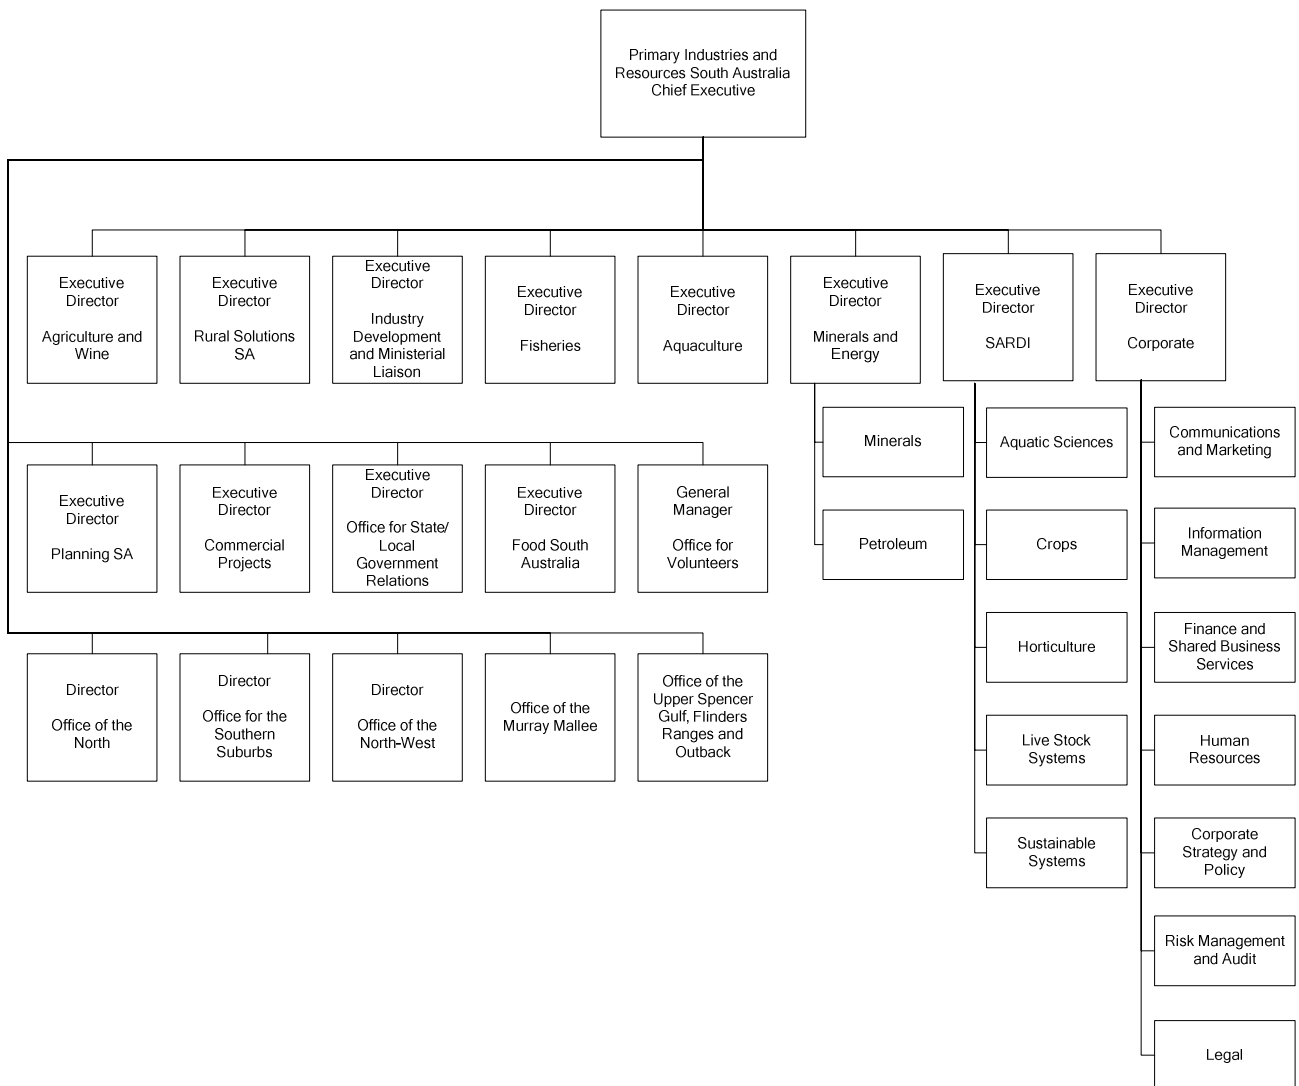 Primary Industries and
Resources South Australia
Chief Executive
Executive
Director
Agriculture and
Wine
Executive
Director
Rural Solutions
SA
Executive
Director
Industry
Development
and Ministerial
Liaison
Executive
Director
Fisheries
Executive
Director
Aquaculture
Executive
Director
Minerals and
Energy
Executive
Director
SARDI
Executive
Director
Corporate
Minerals
Petroleum
Aquatic Sciences
Crops
Horticulture
Live Stock
Systems
Sustainable
Systems
Communications
and Marketing
Information
Management
Finance and
Shared Business
Services
Human
Resources
Corporate
Strategy and
Policy
Risk Management
and Audit
Legal
Executive
Director
Planning SA
Executive
Director
Commercial
Projects
Executive
Director
Office for State/
Local
Government
Relations
Executive
Director
Food South
Australia
General
Manager
Office for
Volunteers
Director
Office of the
North
Director
Office for the
Southern
Suburbs
Director
Office of the
North-West
Office of the
Murray Mallee
Office of the
Upper Spencer
Gulf, Flinders
Ranges and
Outback